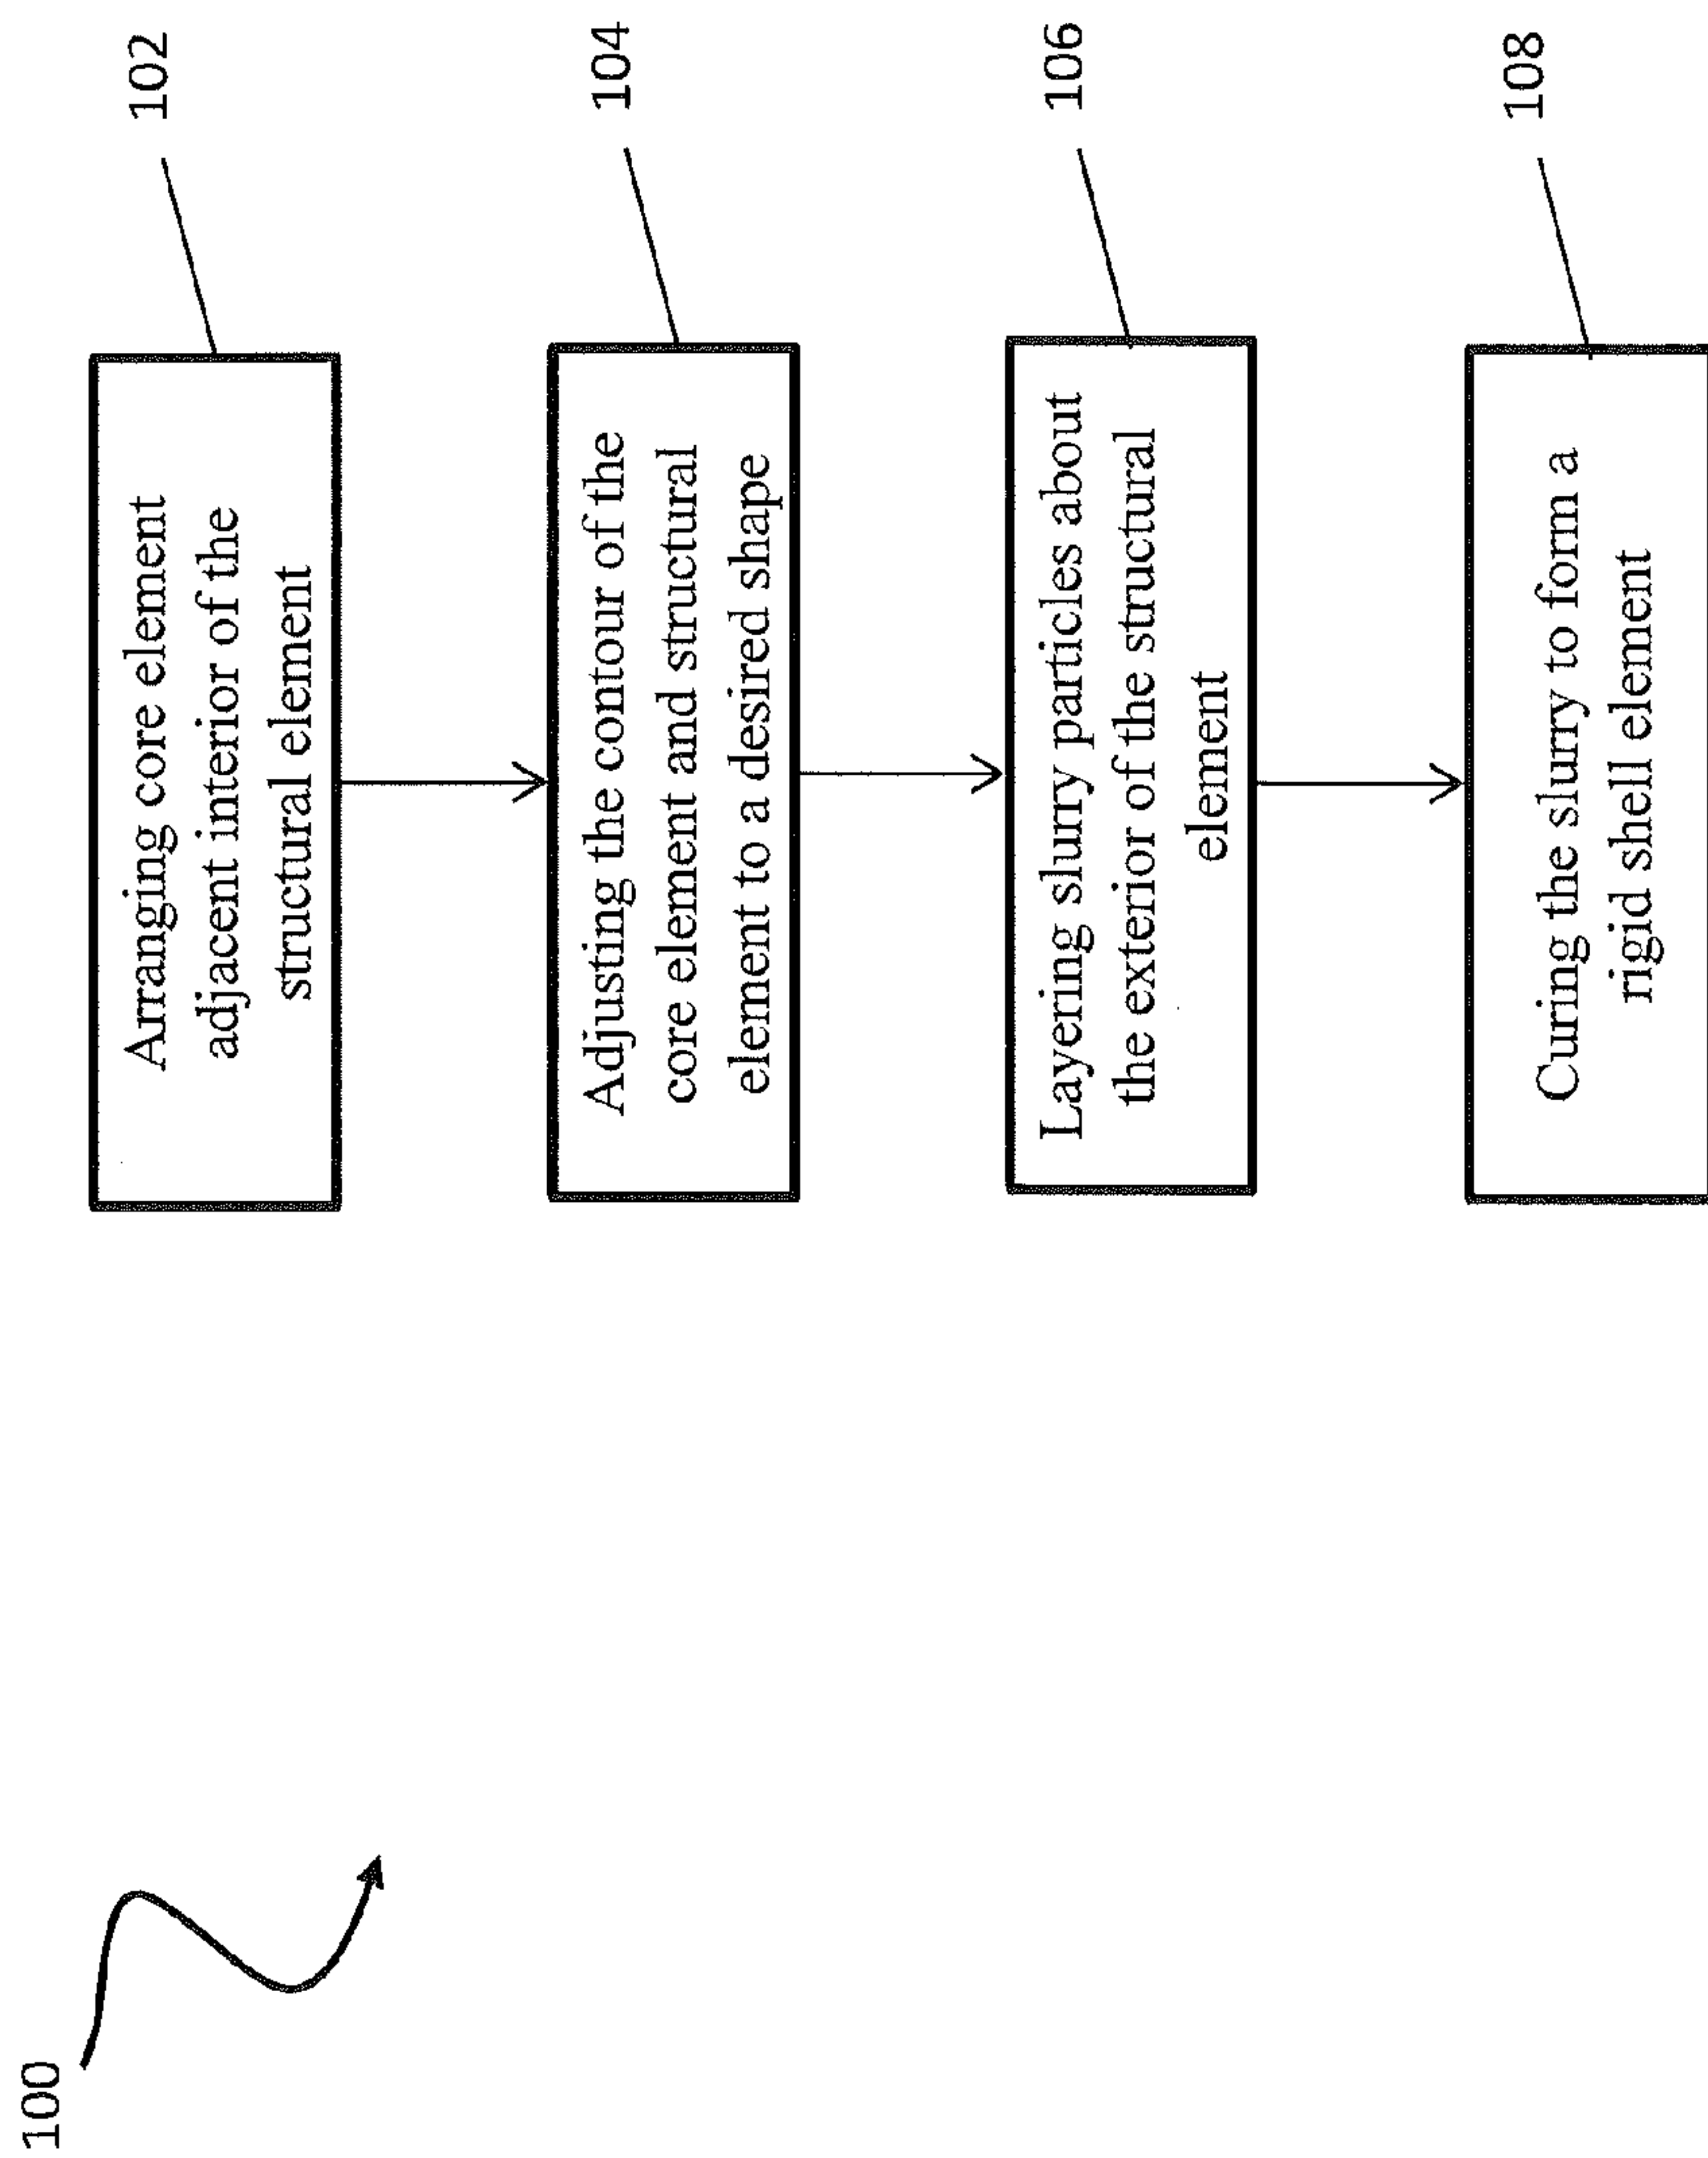 100
102
Arranging core element
adjacent interior of the
structural element
104
Adjusting the contour of the
core element and structural
element to a desired shape
106
Layering slurry particles about
the exterior of the structural
element
108
Curing the slurry to form a
rigid shell element